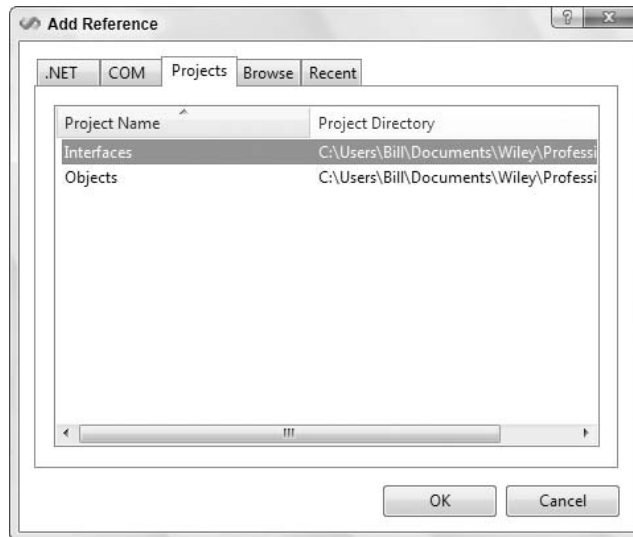 Add Reference
.NET COM Projects Browse Recent
Project Name Project Directory
Interfaces C:\Users\Bill\Documents\Wiley\Professi
Objects C:\Users\Bill\Documents\Wiley\Professi
OK Cancel